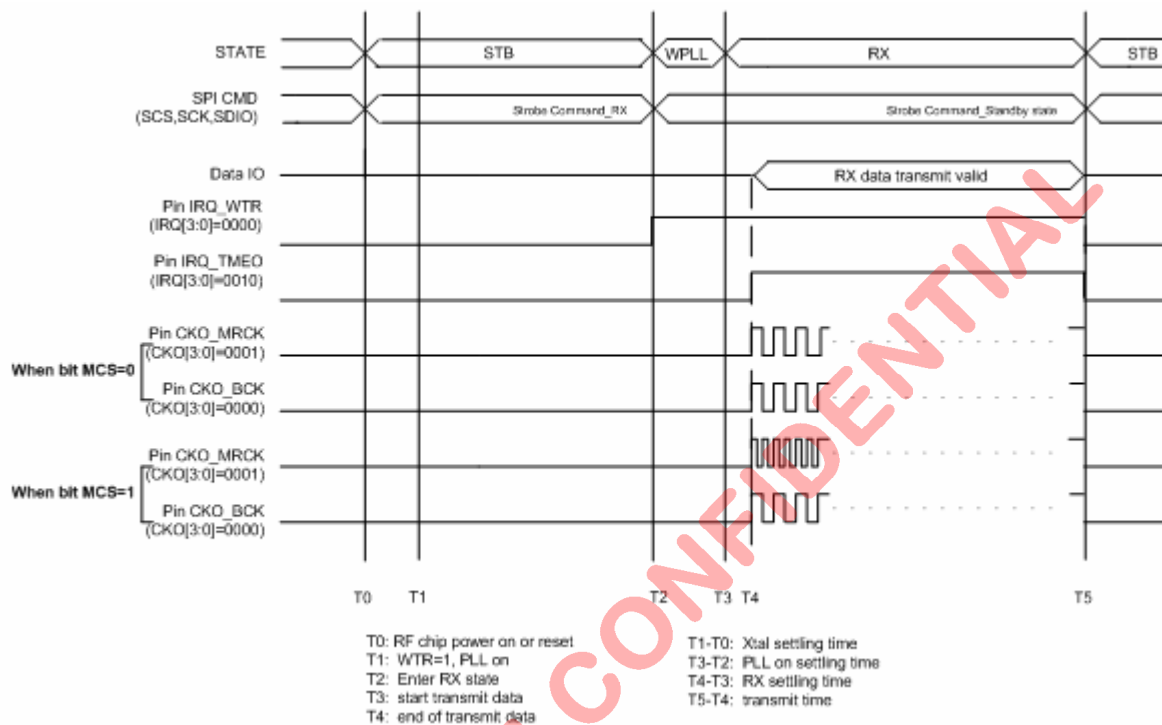 STATE
STB
WPLL
RX
STB
SPI CMD
(SCS,SCK,SDIO)
Strobe Command_RX
Strobe Command_Standby state
Data IO
RX data transmit valid
Pin IRQ_WTR
(IRQ[3:0]=0000)
Pin IRQ_TMEO
(IRQ[3:0]=0010)
When bit MCS=0
Pin CKO_MRCK
(CKO[3:0]=0001)
Pin CKO_BCK
(CKO[3:0]=0000)
When bit MCS=1
Pin CKO_MRCK
(CKO[3:0]=0001)
Pin CKO_BCK
(CKO[3:0]=0000)
T0 T1 T2 T3 T4 T5
T0: RF chip power on or reset
T1: WTR=1, PLL on
T2: Enter RX state
T3: start transmit data
T4: end of transmit data
T1-T0: Xtal settling time
T3-T2: PLL on settling time
T4-T3: RX settling time
T5-T4: transmit time
CONFIDENTIAL